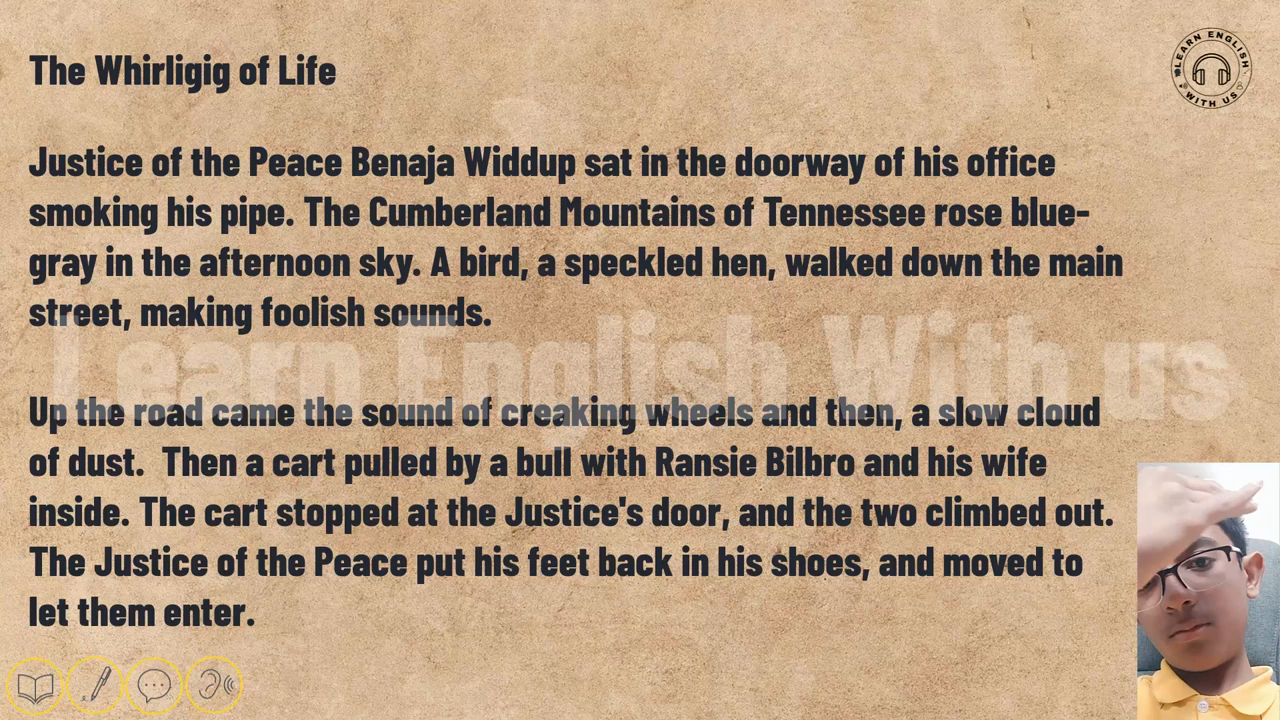 The Whirligig of Life
LEARN ENGLISH
WITH US
Justice of the Peace Benaja Widdup sat in the doorway of his office
smoking his pipe. The Cumberland Mountains of Tennessee rose blue-
gray in the afternoon sky. A bird, a speckled hen, walked down the main
street, making foolish sounds.
Learn English With us
Up the road came the sound of creaking wheels and then, a slow cloud
of dust.  Then a cart pulled by a bull with Ransie Bilbro and his wife
inside. The cart stopped at the Justice's door, and the two climbed out.
The Justice of the Peace put his feet back in his shoes, and moved to
let them enter.